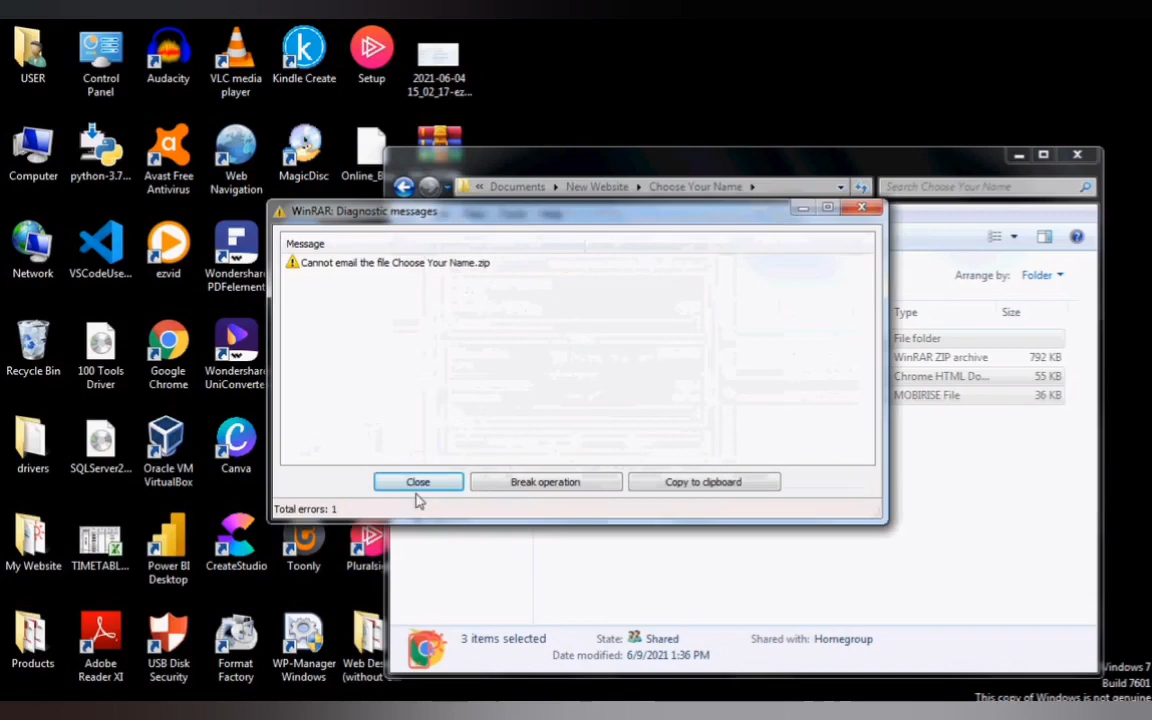 USER
Control
Panel
Audacity
VLC media
player
Kindle Create
Setup
2021-06-04
15_02_17-ez...
Computer
python-3.7...
Avast Free
Antivirus
Web
Navigation
MagicDisc
Online_B
« Documents
New Website
Choose Your Name
Search Choose Your Name
WinRAR: Diagnostic messages
Message
Cannot email the file Choose Your Name.zip
Network
VSCodeUse...
ezvid
Wondershare
PDFelement
Arrange by:
Folder
Type
Size
File folder
WinRAR ZIP archive
792 KB
Chrome HTML Do...
55 KB
MOBIRISE File
36 KB
Recycle Bin
100 Tools
Driver
Google
Chrome
Wondershare
UniConverte
drivers
SQLServer2...
Oracle VM
VirtualBox
Canva
Close
Break operation
Copy to clipboard
Total errors: 1
My Website
TIMETABL...
Power BI
Desktop
CreateStudio
Toonly
Pluralsi
Products
Adobe
Reader XI
USB Disk
Security
Format
Factory
WP-Manager
Windows
Web De
(without
3 items selected
State:
Shared
Shared with:
Homegroup
Date modified: 6/9/2021 1:36 PM
Windows 7
Build 7601
This copy of Windows is not genuine